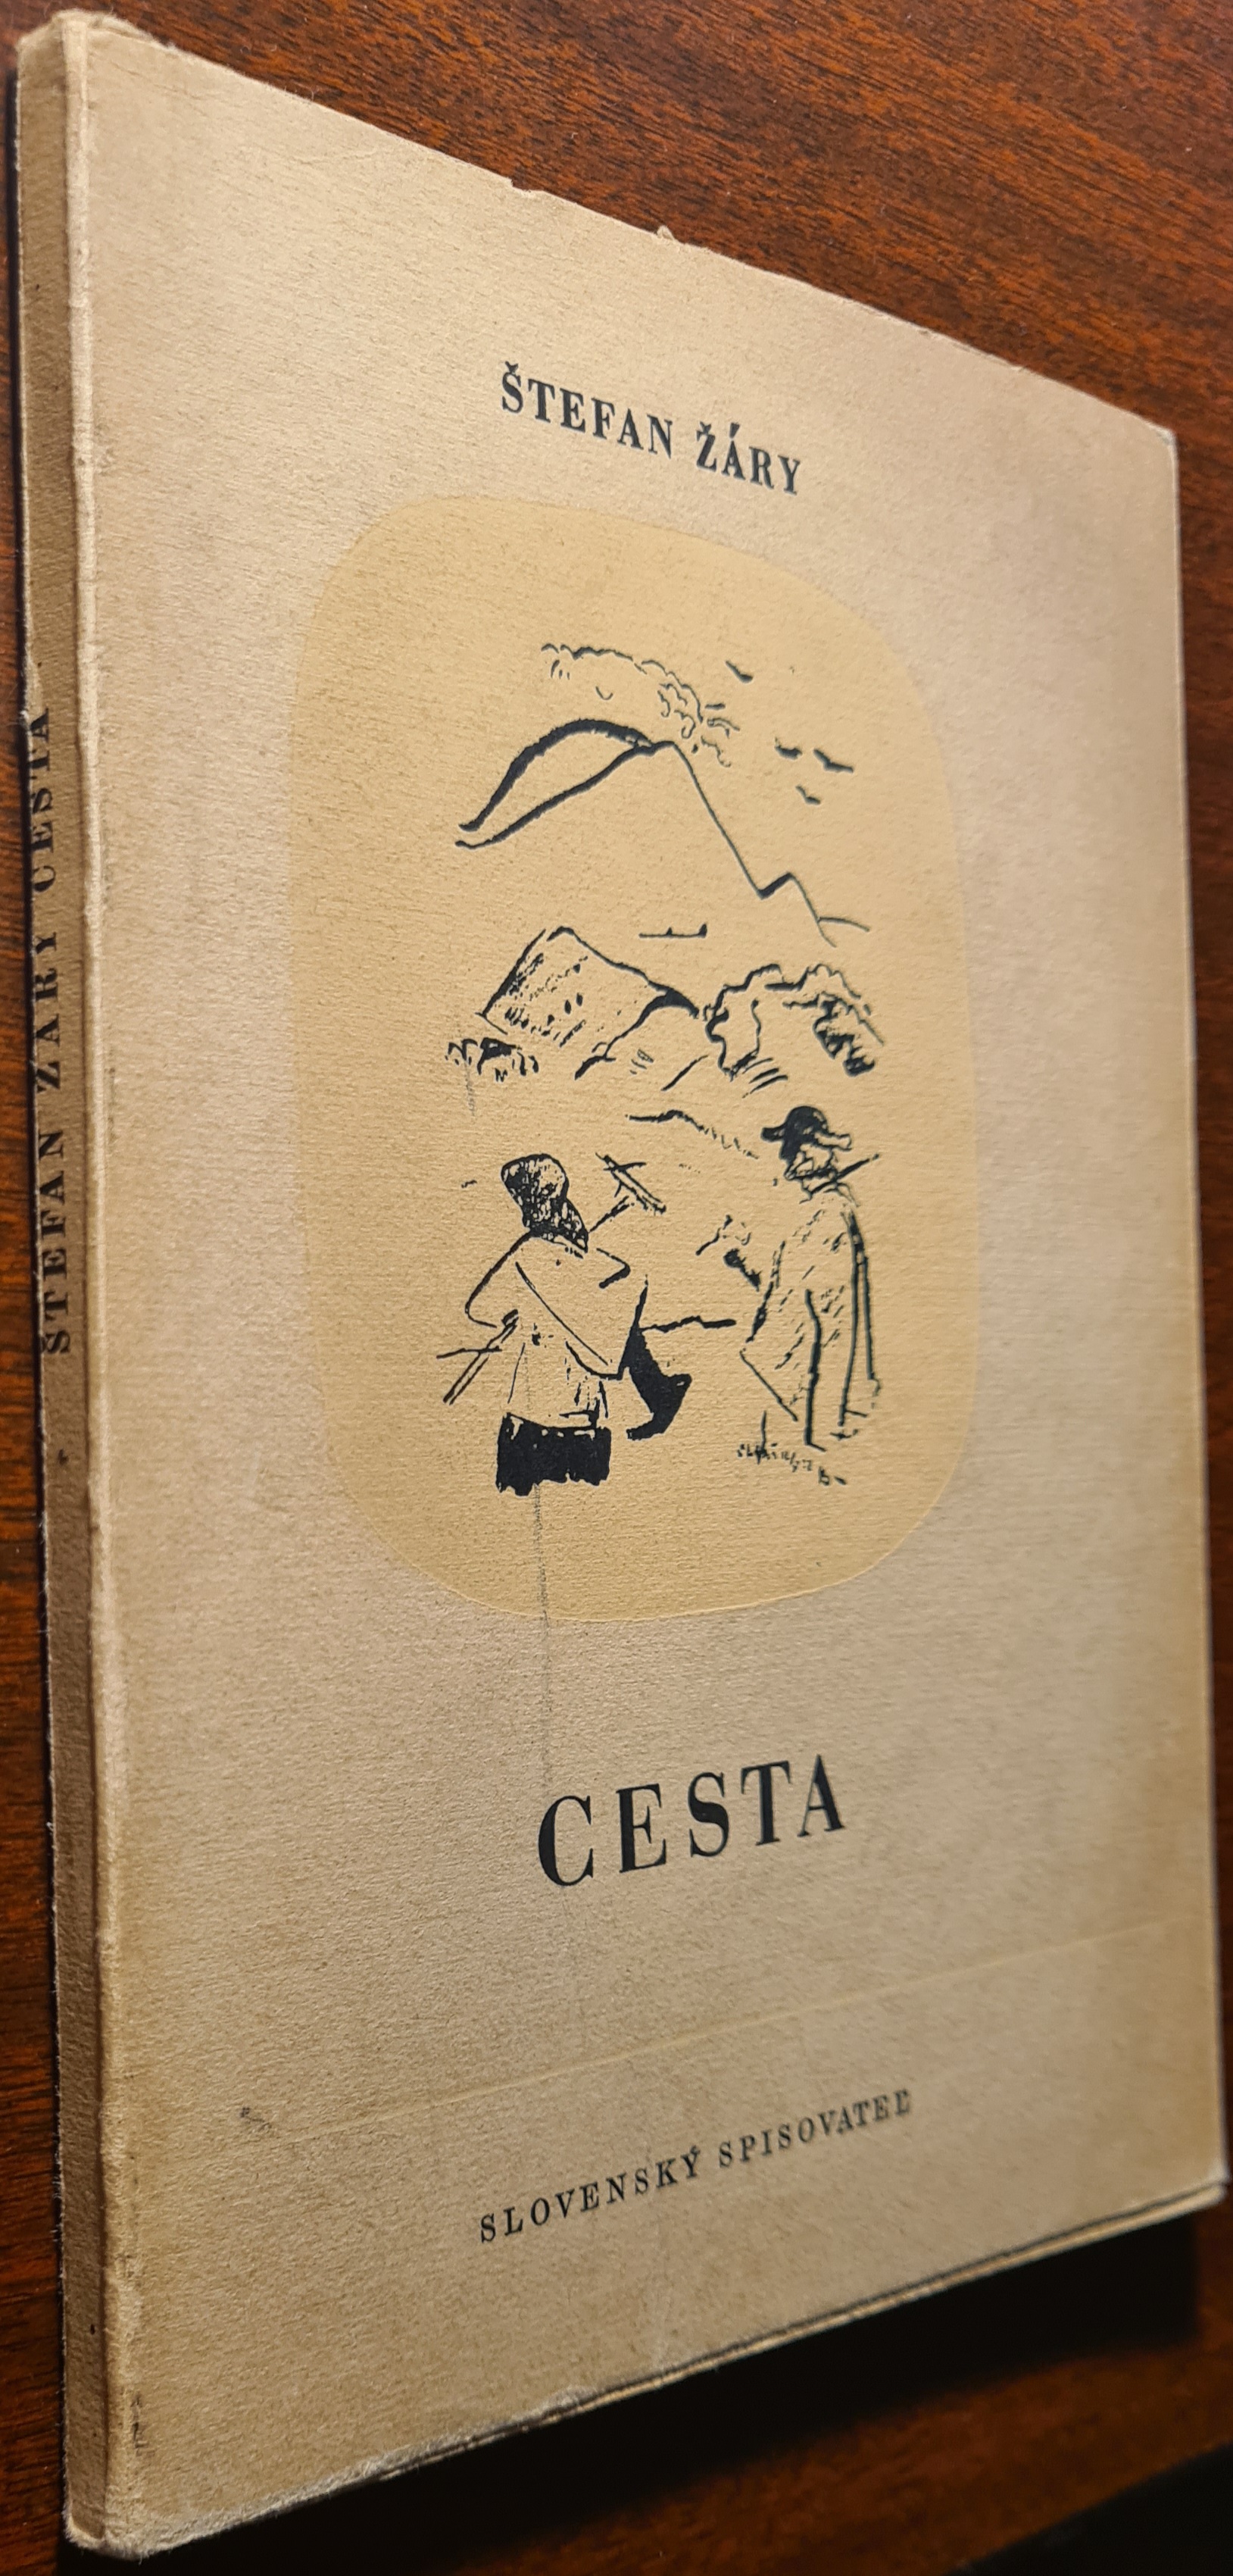 ŠTEFAN ŽÁRY
CESTA
SLOVENSKÝ SPISOVATEĽ
ŠTEFAN ŽÁRY CESTA